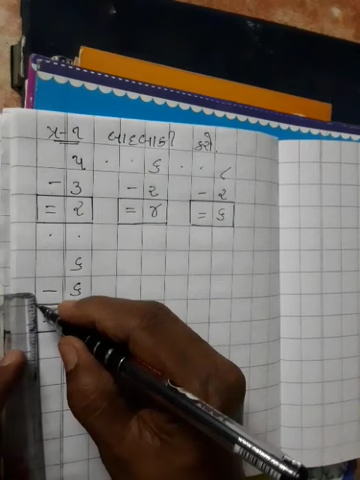 પ્ર-૨ બાદબાકી કરો.
૫ ૬ ૮
- ૩ - ૨ - ૨
= ૨ = ૪ = ૬
૬
- ૬